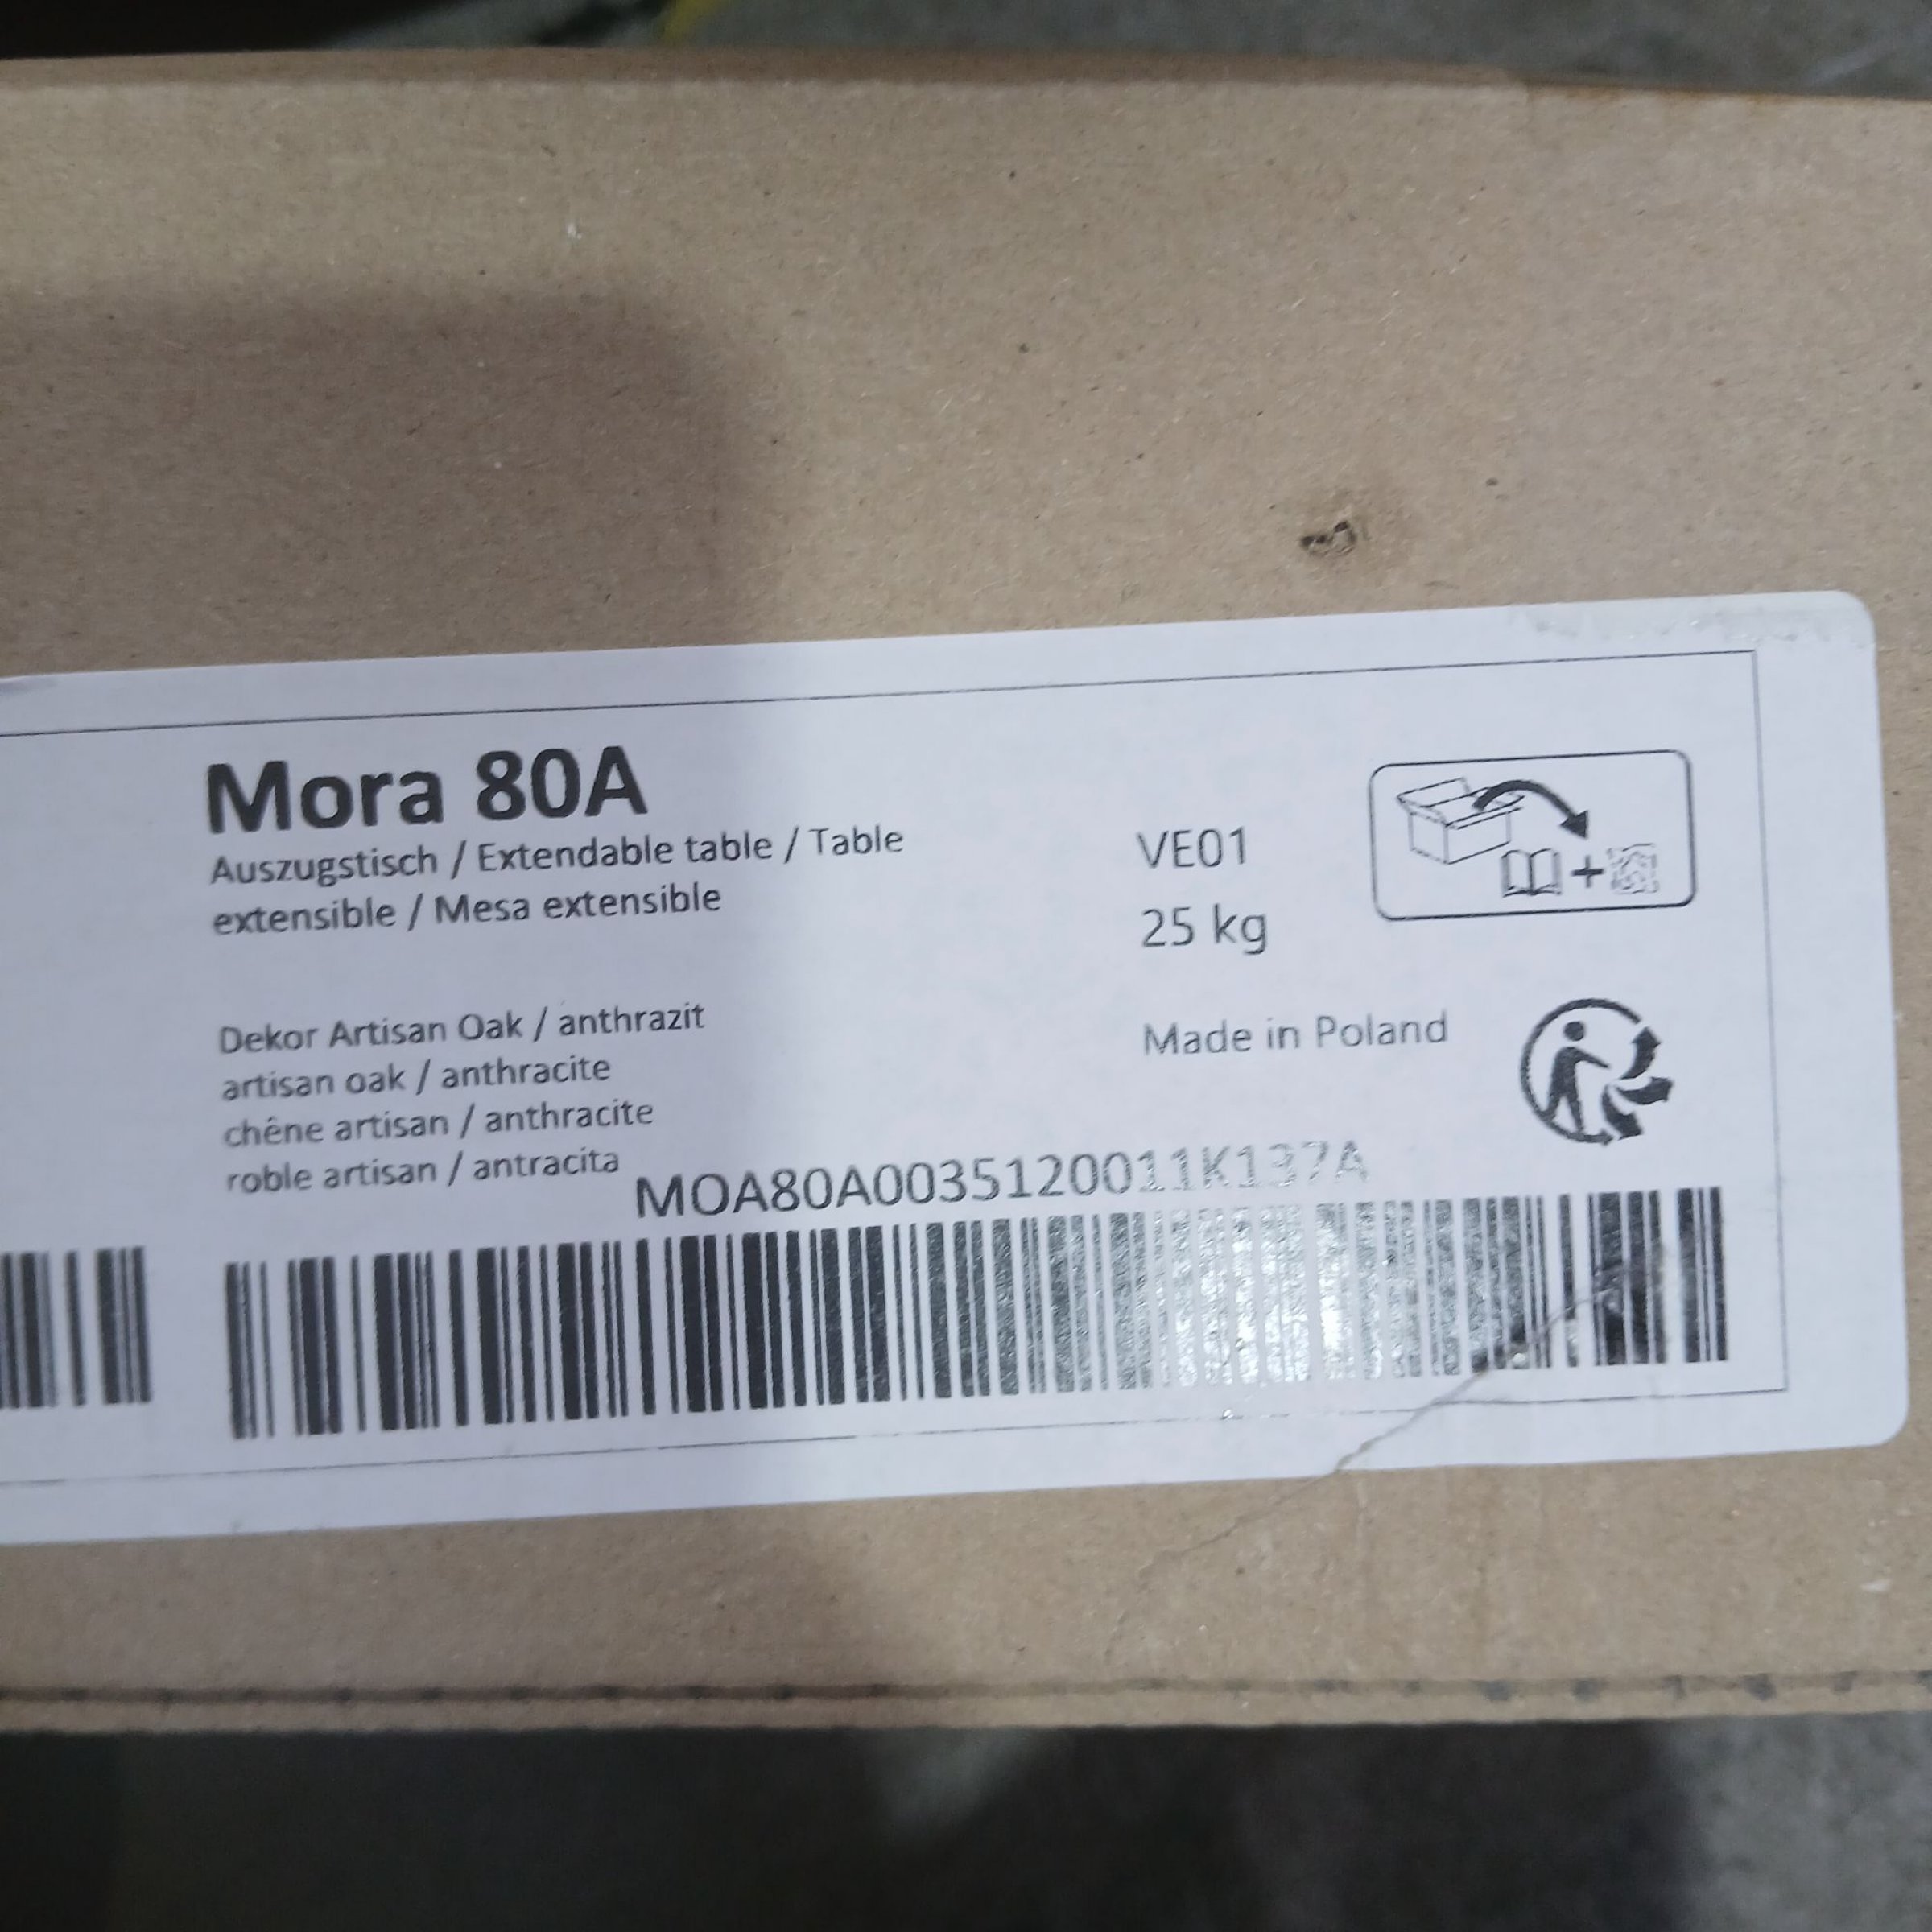 Mora 80A
Auszugstisch / Extendable table / Table
extensible / Mesa extensible
VE01
25 kg
Dekor Artisan Oak / anthrazit
artisan oak / anthracite
chêne artisan / anthracite
roble artisan / antracita
Made in Poland
MOA80A0035120011K137A